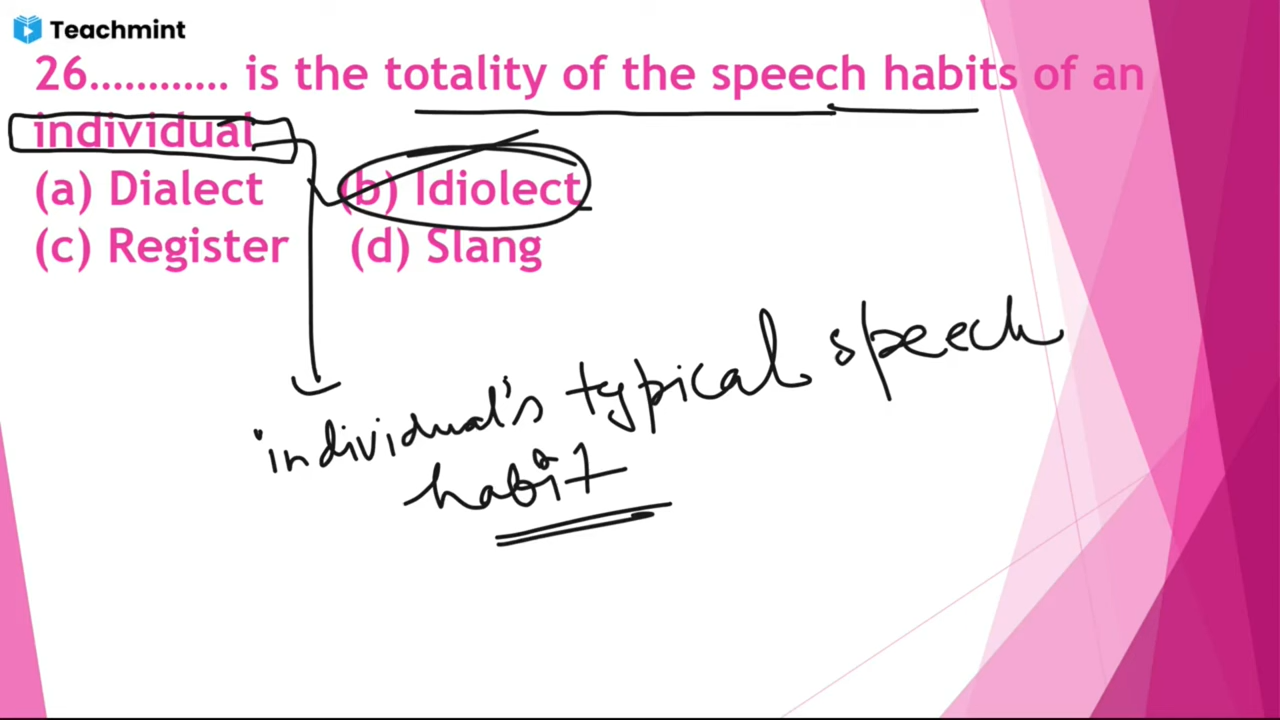 Teachmint
26............ is the totality of the speech habits of an
individual
(a) Dialect (b) Idiolect
(c) Register (d) Slang
individual's typical speech
habit